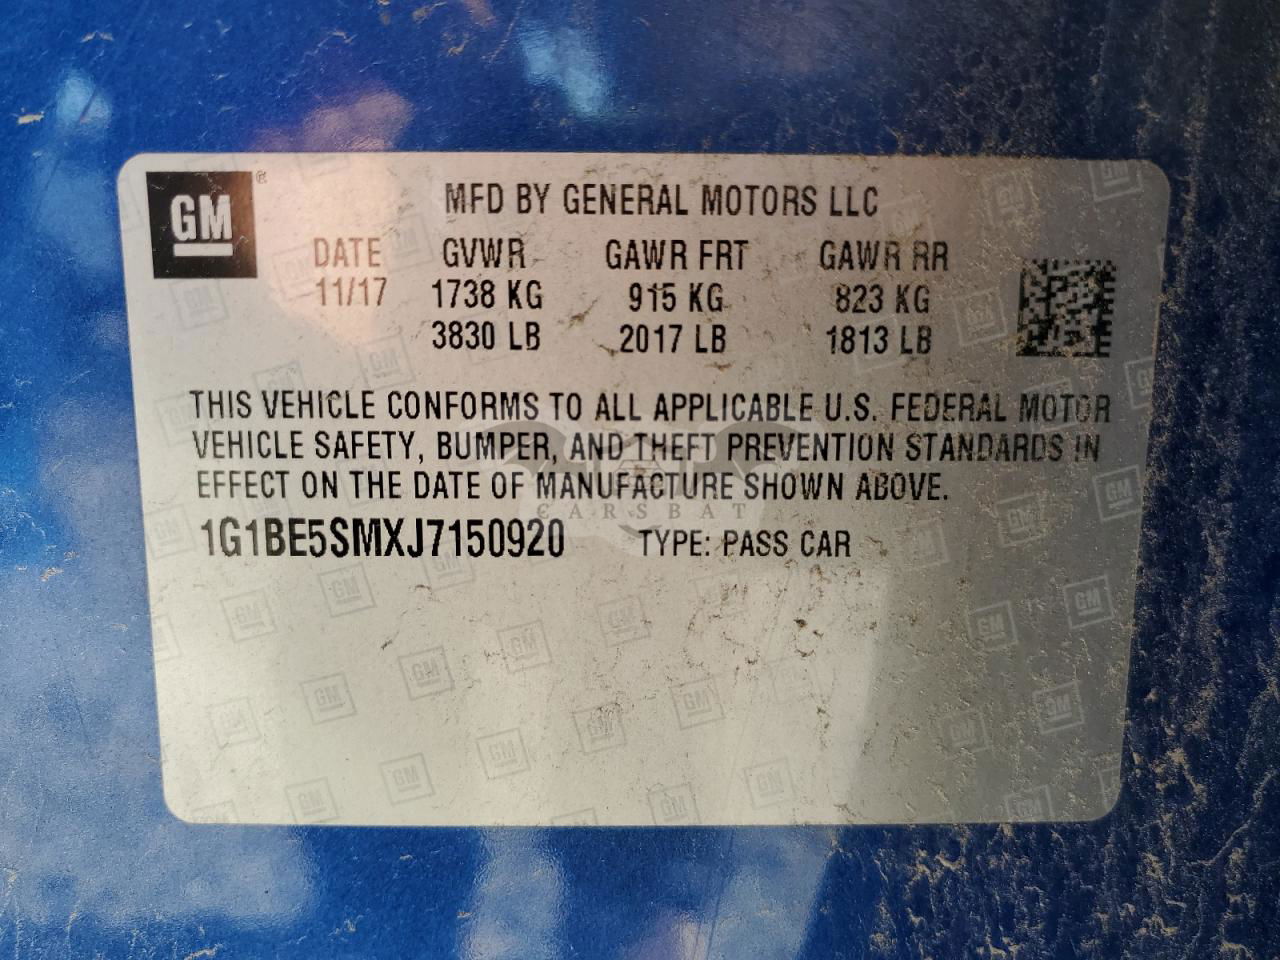 GM ®
MFD BY GENERAL MOTORS LLC
DATE GVWR GAWR FRT GAWR RR
11/17 1738 KG 915 KG 823 KG
3830 LB 2017 LB 1813 LB
THIS VEHICLE CONFORMS TO ALL APPLICABLE U.S. FEDERAL MOTOR
VEHICLE SAFETY, BUMPER, AND THEFT PREVENTION STANDARDS IN
EFFECT ON THE DATE OF MANUFACTURE SHOWN ABOVE.
CARSBAT
1G1BE5SMXJ7150920 TYPE: PASS CAR